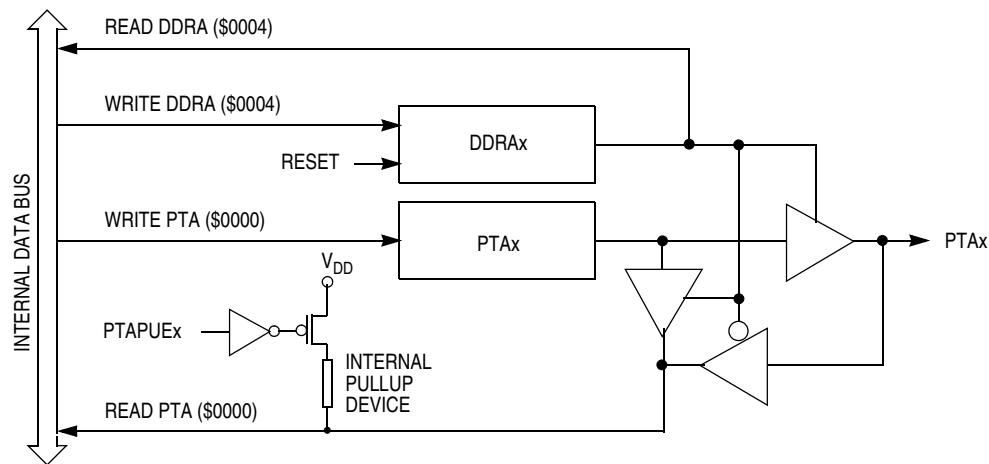 READ DDRA ($0004)
WRITE DDRA ($0004)
DDRAx
RESET
WRITE PTA ($0000)
PTAx
PTAx
VDD
PTAPUEx
INTERNAL
PULLUP
DEVICE
READ PTA ($0000)
INTERNAL DATA BUS